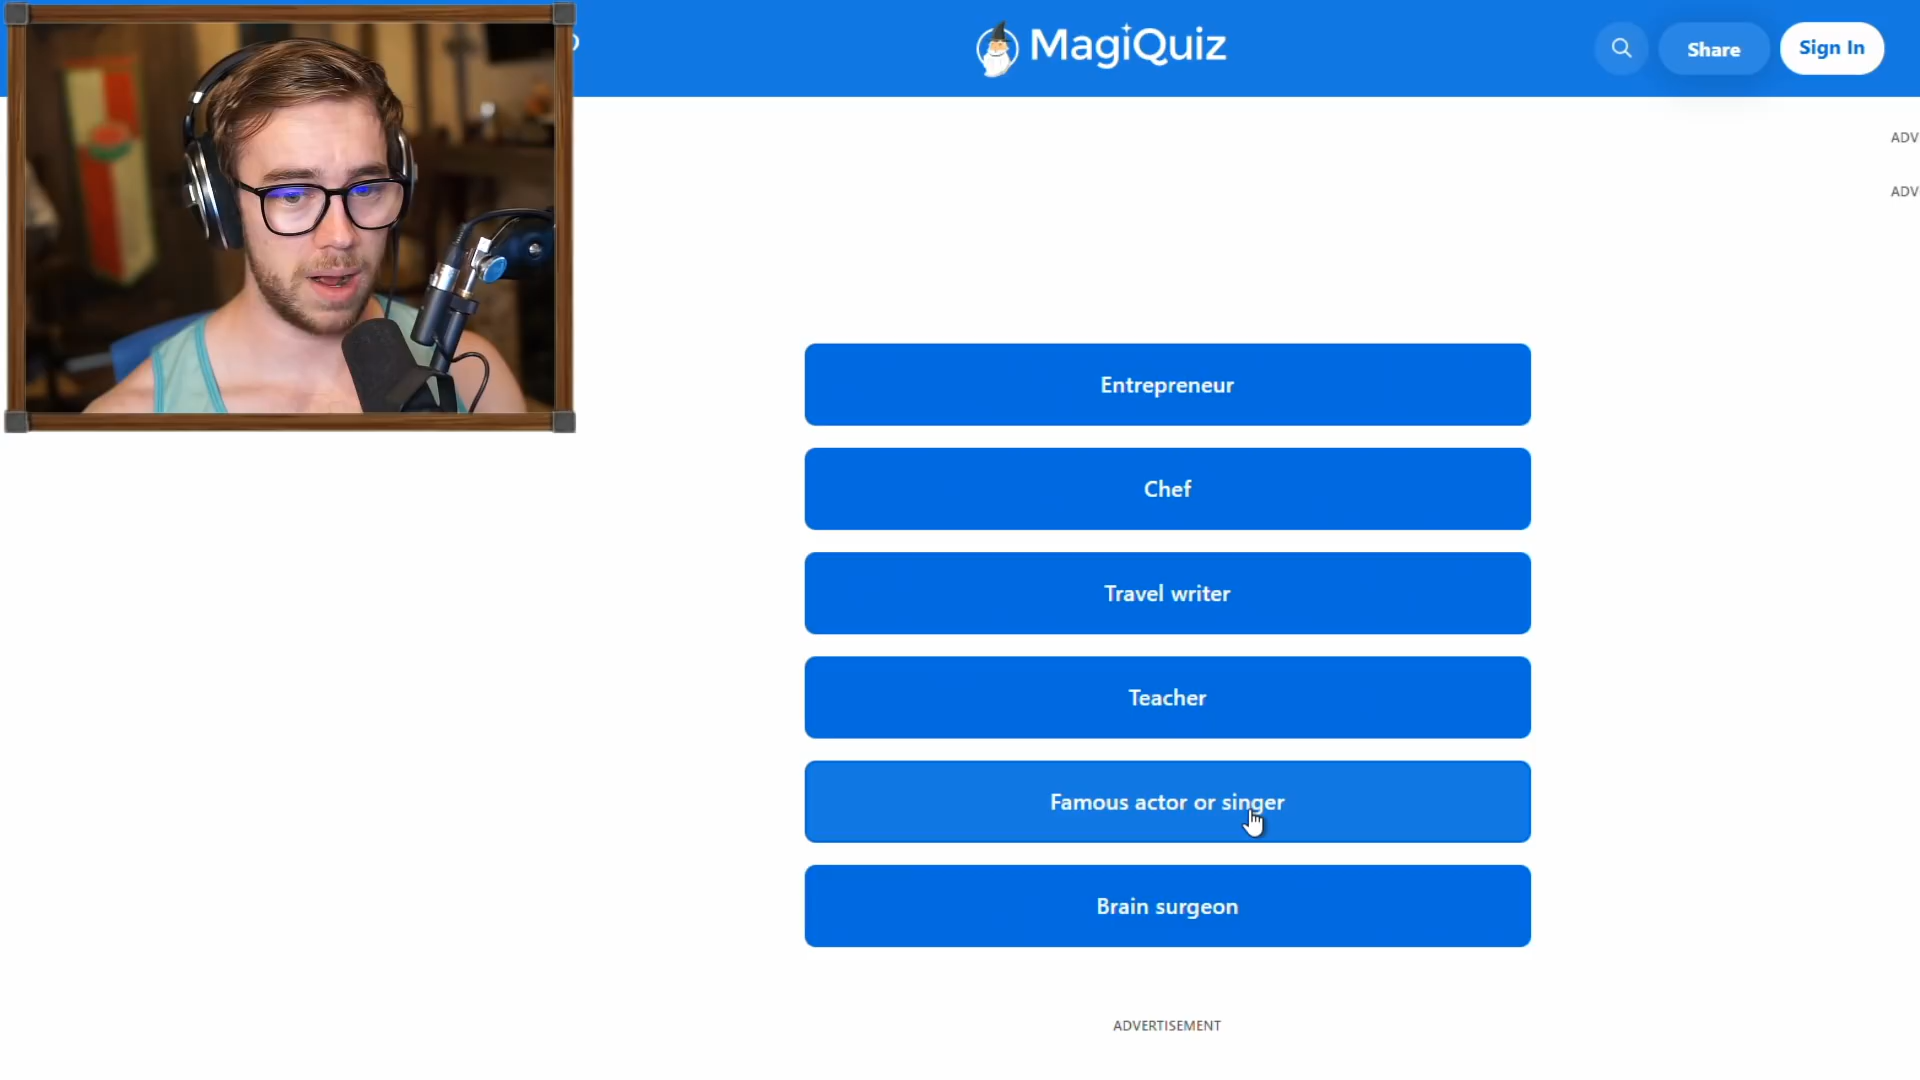 MagiQuiz
Share
Sign In
ADV
ADV
Entrepreneur
Chef
Travel writer
Teacher
Famous actor or singer
Brain surgeon
ADVERTISEMENT